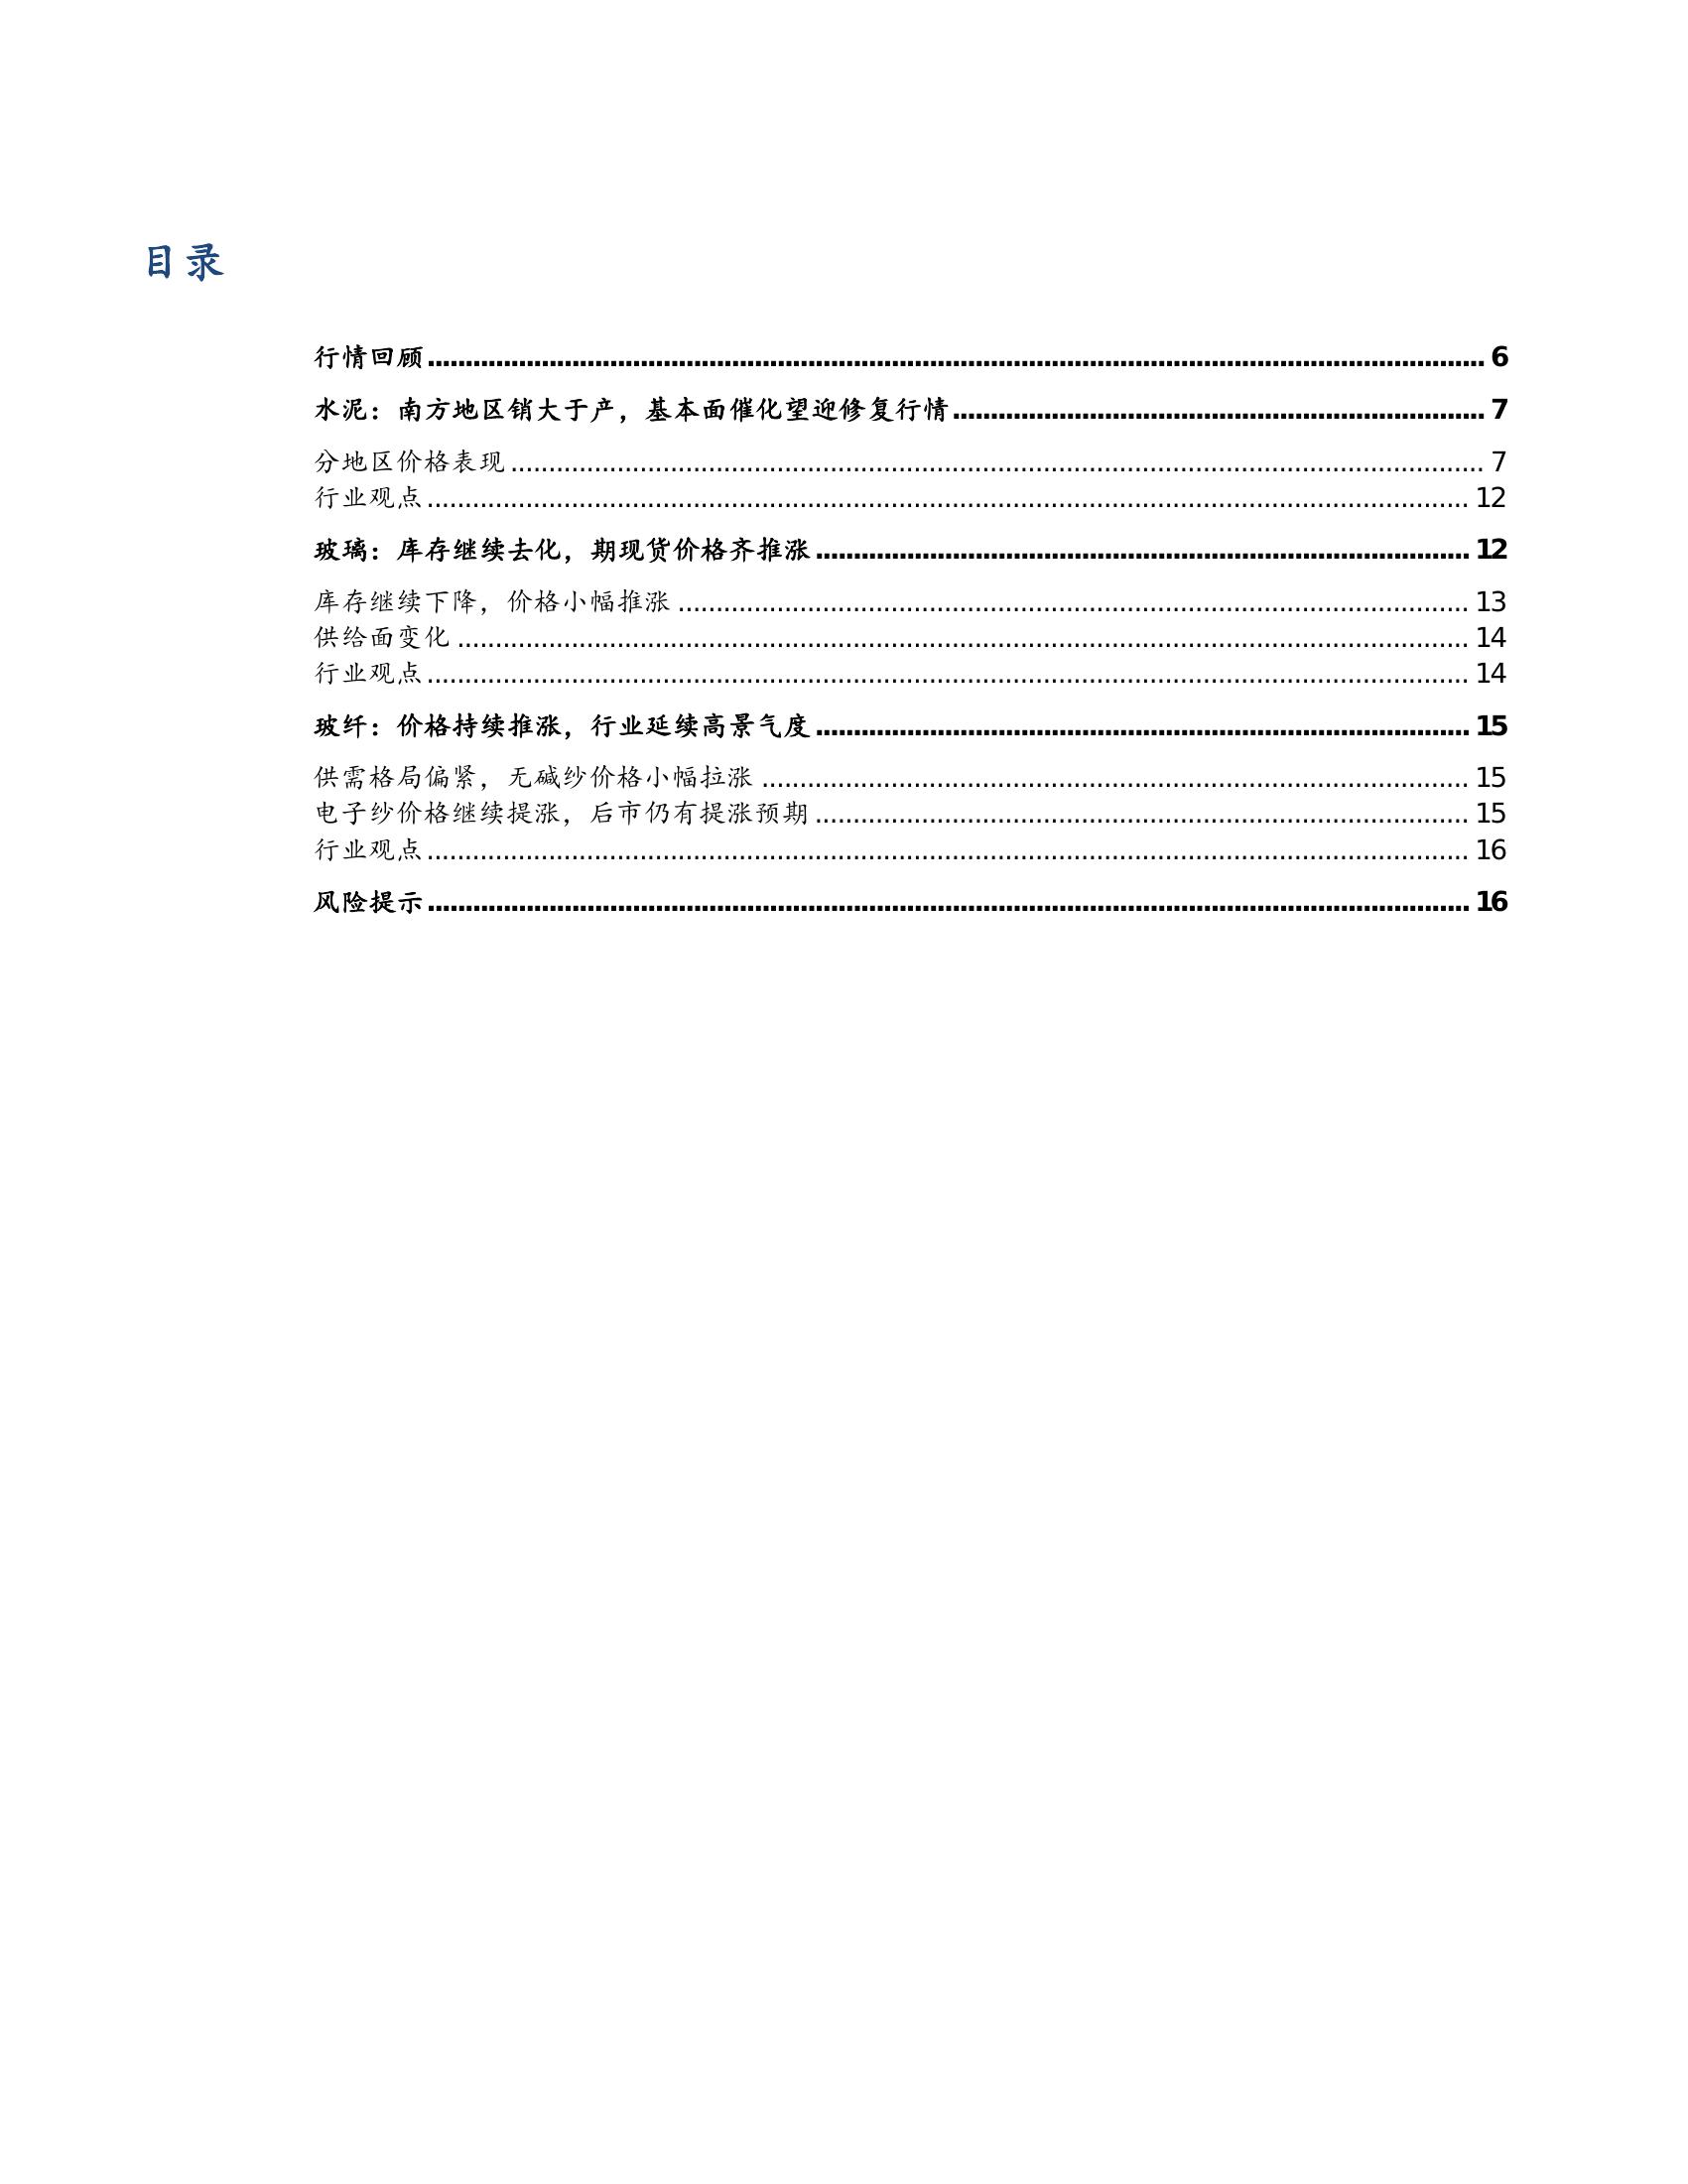 目录
行情回顾 6
水泥：南方地区销大于产，基本面催化望迎修复行情 7
分地区价格表现 7
行业观点 12
玻璃：库存继续去化，期现货价格齐推涨 12
库存继续下降，价格小幅推涨 13
供给面变化 14
行业观点 14
玻纤：价格持续推涨，行业延续高景气度 15
供需格局偏紧，无碱纱价格小幅拉涨 15
电子纱价格继续提涨，后市仍有提涨预期 15
行业观点 16
风险提示 16